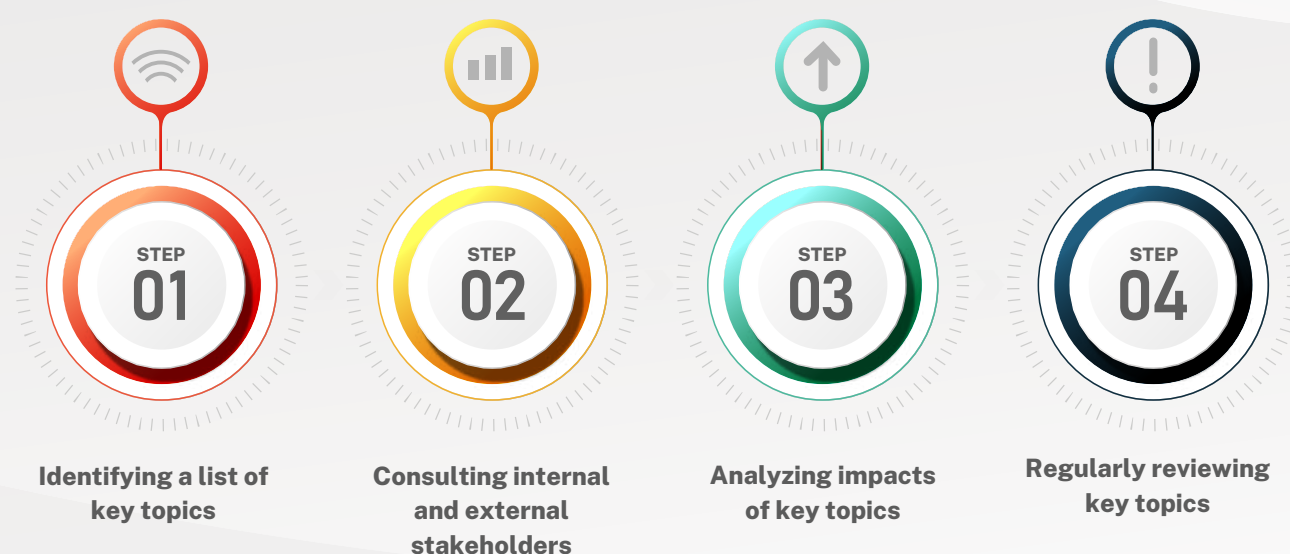 STEP
01
STEP
02
STEP
03
STEP
04
Identifying a list of
key topics
Consulting internal
and external
stakeholders
Analyzing impacts
of key topics
Regularly reviewing
key topics